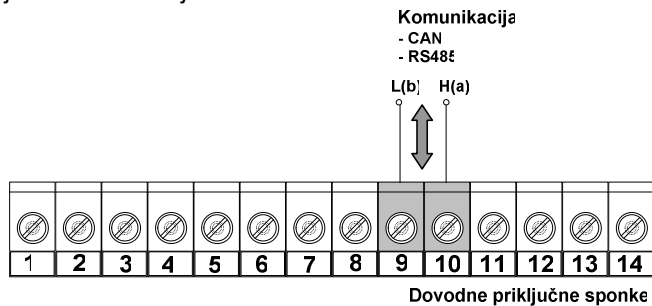 Komunikacija
- CAN
- RS485
L(b) H(a)
1 2 3 4 5 6 7 8 9 10 11 12 13 14
Dovodne priključne sponke